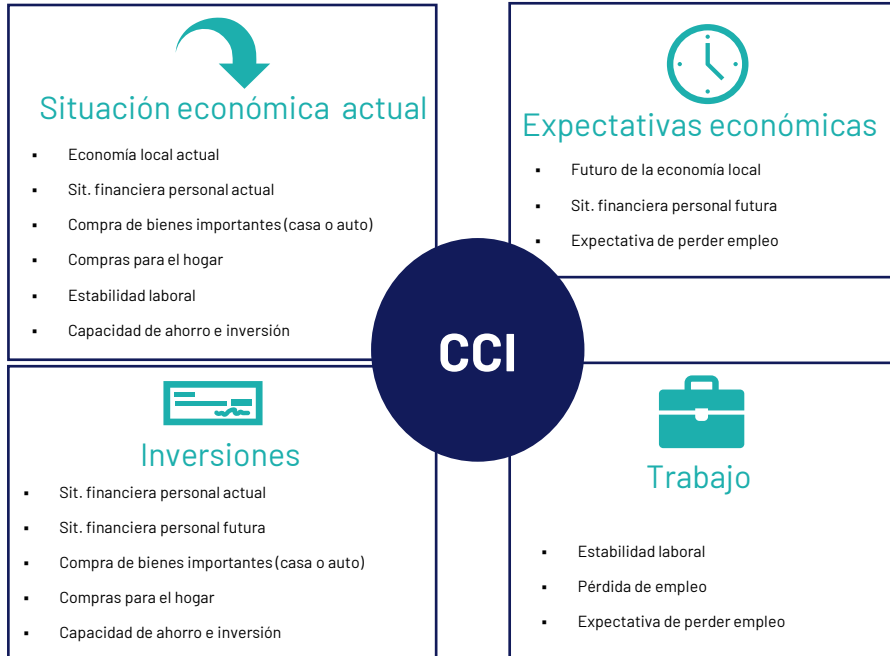 Situación económica actual
▪ Economía local actual
▪ Sit. financiera personal actual
▪ Compra de bienes importantes (casa o auto)
▪ Compras para el hogar
▪ Estabilidad laboral
▪ Capacidad de ahorro e inversión
Expectativas económicas
▪ Futuro de la economía local
▪ Sit. financiera personal futura
▪ Expectativa de perder empleo
CCI
Inversiones
▪ Sit. financiera personal actual
▪ Sit. financiera personal futura
▪ Compra de bienes importantes (casa o auto)
▪ Compras para el hogar
▪ Capacidad de ahorro e inversión
Trabajo
▪ Estabilidad laboral
▪ Pérdida de empleo
▪ Expectativa de perder empleo